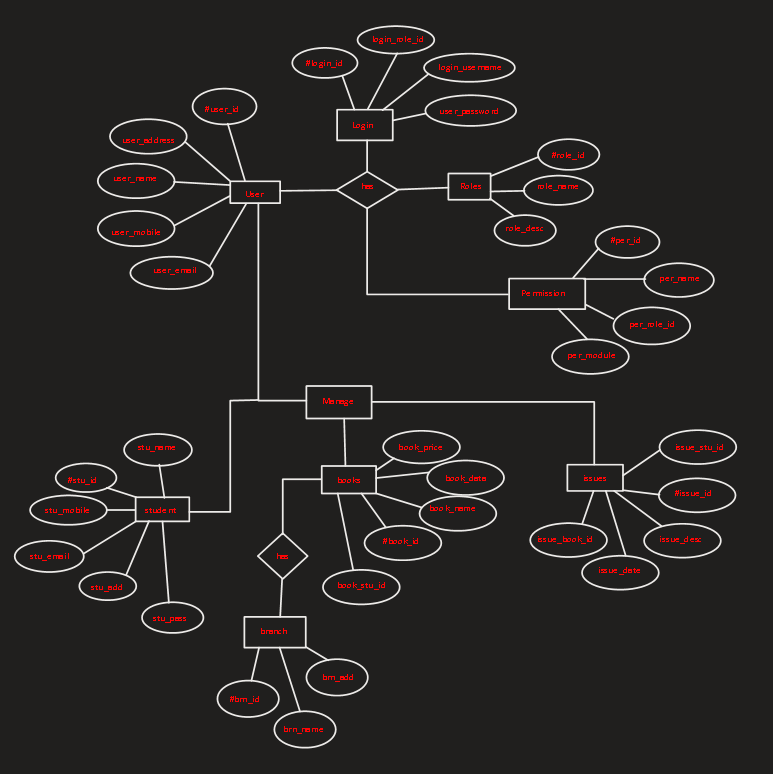 login_role_id
#login_id
login_username
#user_id
user_password
Login
user_address
#role_id
user_name
has
Roles
role_name
User
role_desc
user_mobile
#per_id
user_email
per_name
Permission
per_role_id
per_module
Manage
stu_name
book_price
issue_stu_id
#stu_id
books
book_date
issues
#issue_id
stu_mobile
student
book_name
#book_id
issue_book_id
issue_desc
stu_email
has
issue_date
stu_add
book_stu_id
stu_pass
branch
brn_add
#brn_id
brn_name